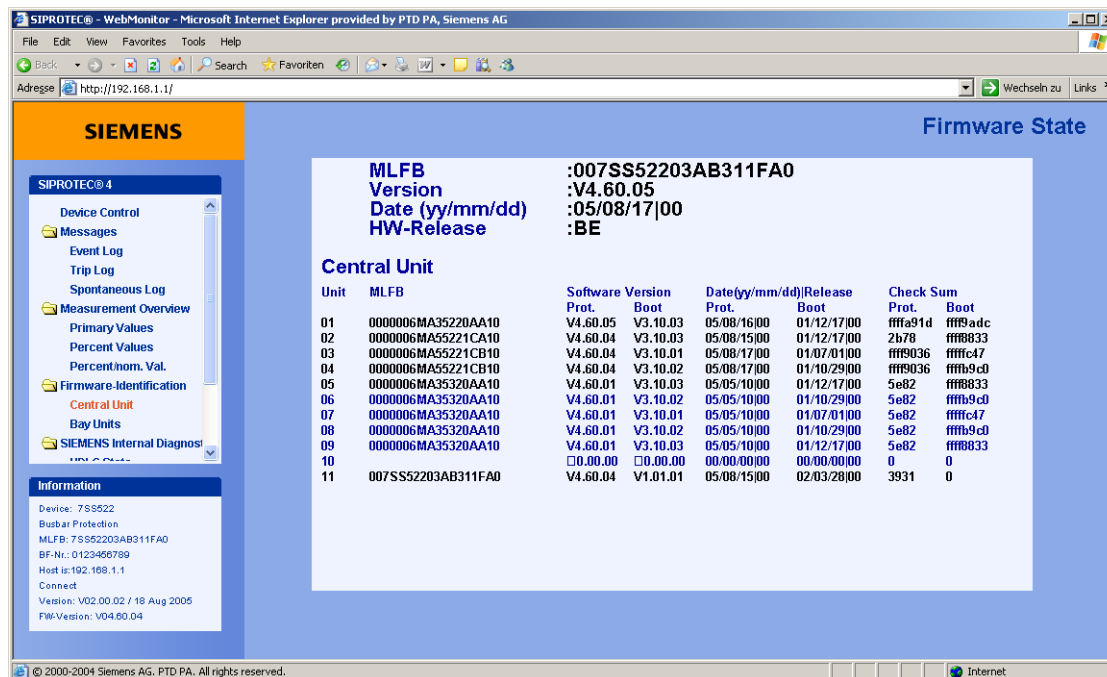 SIPROTEC® - WebMonitor - Microsoft Internet Explorer provided by PTD PA, Siemens AG
File Edit View Favorites Tools Help
Back Search Favoriten
Adresse http://192.168.1.1/ Wechseln zu Links
SIEMENS
Firmware State
SIPROTEC® 4
Device Control
Messages
Event Log
Trip Log
Spontaneous Log
Measurement Overview
Primary Values
Percent Values
Percent/nom. Val.
Firmware-Identification
Central Unit
Bay Units
SIEMENS Internal Diagnost
Information
Device: 7SS522
Busbar Protection
MLFB: 7SS52203AB311FA0
BF-Nr.: 0123456789
Host is:192.168.1.1
Connect
Version: V02.00.02 / 18 Aug 2005
FW-Version: V04.60.04
MLFB :007SS52203AB311FA0
Version :V4.60.05
Date (yy/mm/dd) :05/08/17|00
HW-Release :BE
Central Unit
Unit MLFB Software Version Date(yy/mm/dd)|Release Check Sum
Prot. Boot Prot. Boot Prot. Boot
01 0000006MA35220AA10 V4.60.05 V3.10.03 05/08/16|00 01/12/17|00 ffffa91d ffff9adc
02 0000006MA55221CA10 V4.60.04 V3.10.03 05/08/15|00 01/12/17|00 2b78 ffff8833
03 0000006MA55221CB10 V4.60.04 V3.10.01 05/08/17|00 01/07/01|00 ffff9036 fffffc47
04 0000006MA55221CB10 V4.60.05 V3.10.02 05/08/17|00 01/10/29|00 ffff9036 ffffb9c0
05 0000006MA35320AA10 V4.60.01 V3.10.03 05/05/10|00 01/12/17|00 5e82 ffff8833
06 0000006MA35320AA10 V4.60.01 V3.10.02 05/05/10|00 01/10/29|00 5e82 ffffb9c0
07 0000006MA35320AA10 V4.60.01 V3.10.01 05/05/10|00 01/07/01|00 5e82 fffffc47
08 0000006MA35320AA10 V4.60.01 V3.10.02 05/05/10|00 01/10/29|00 5e82 ffffb9c0
09 0000006MA35320AA10 V4.60.01 V3.10.03 05/05/10|00 01/12/17|00 5e82 ffff8833
10 □0.00.00 □0.00.00 00/00/00|00 00/00/00|00 0 0
11 007SS52203AB311FA0 V4.60.04 V1.01.01 05/08/15|00 02/03/28|00 3931 0
© 2000-2004 Siemens AG. PTD PA. All rights reserved. Internet